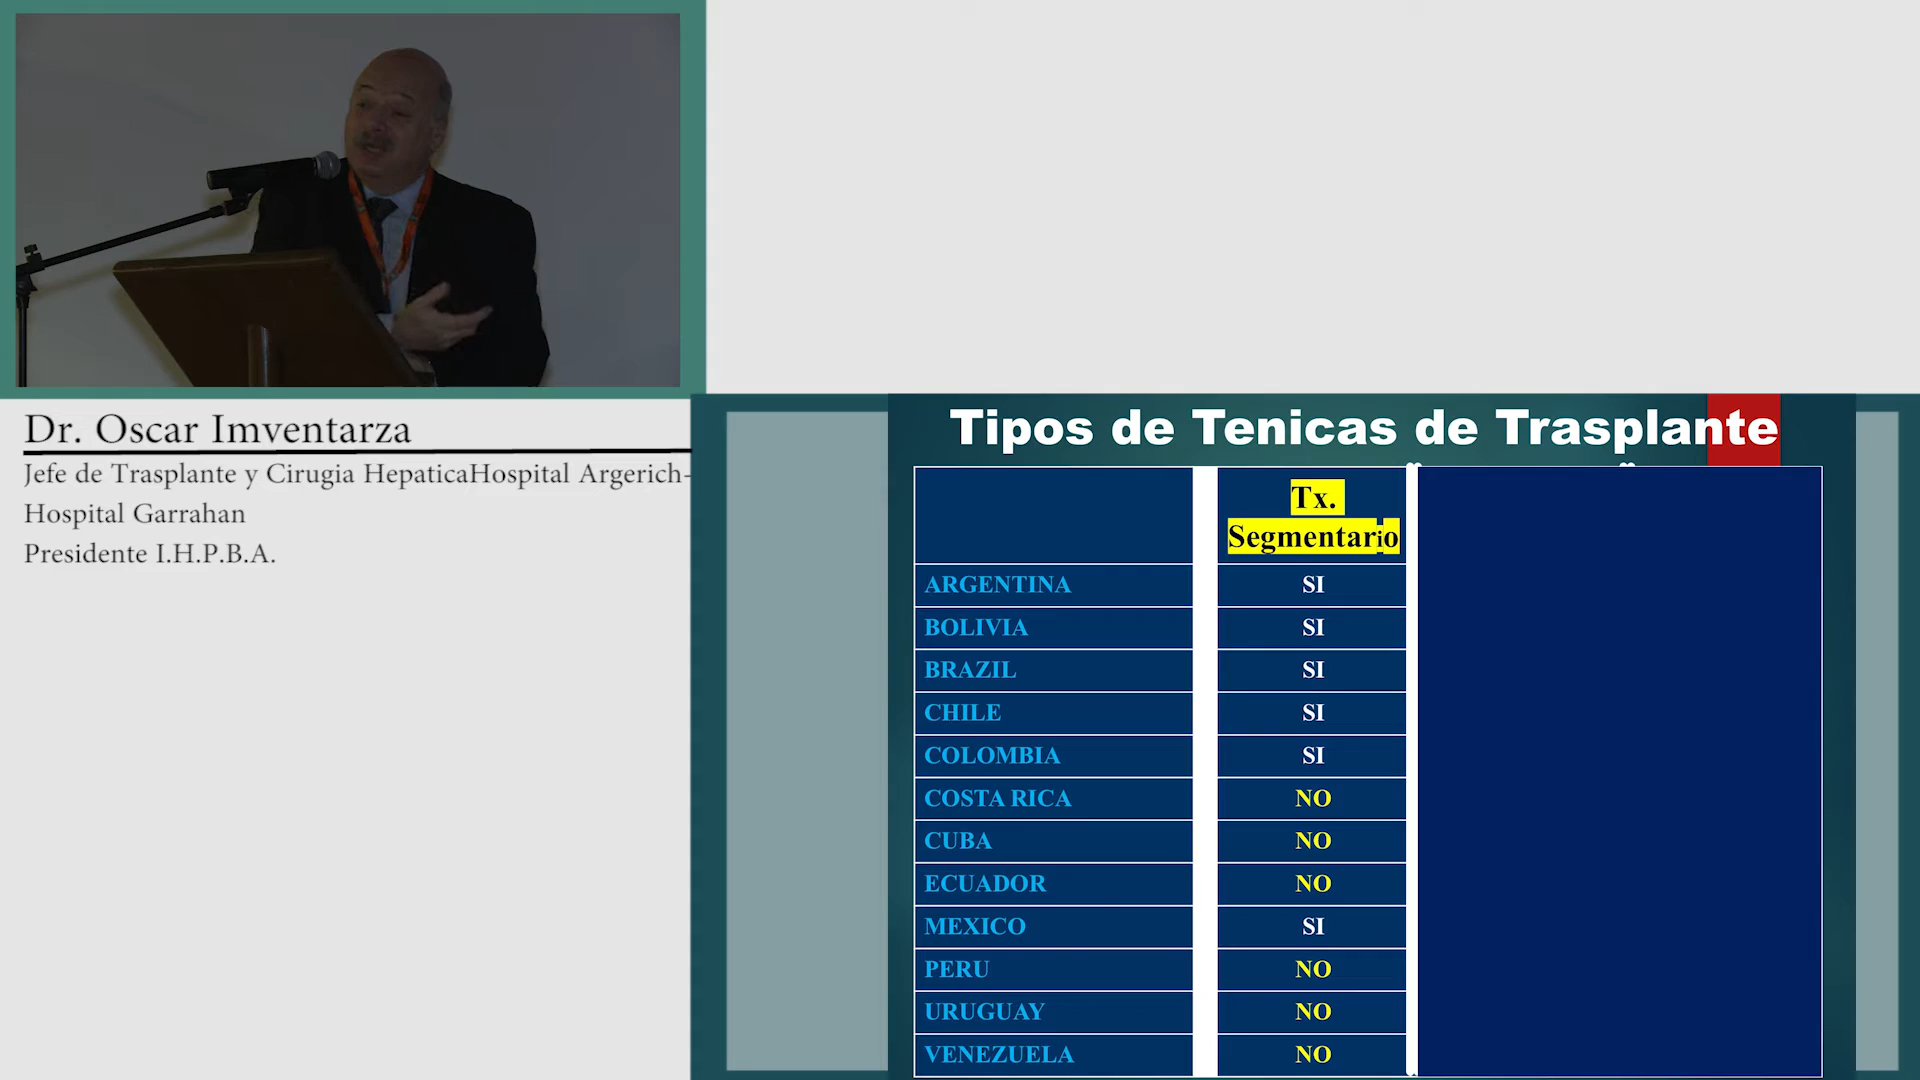 Dr. Oscar Imventarza
Jefe de Trasplante y Cirugia HepaticaHospital Argerich-
Hospital Garrahan
Presidente I.H.P.B.A.
Tipos de Tenicas de Trasplante
Tx.
Segmentario
ARGENTINA SI
BOLIVIA SI
BRAZIL SI
CHILE SI
COLOMBIA SI
COSTA RICA NO
CUBA NO
ECUADOR NO
MEXICO SI
PERU NO
URUGUAY NO
VENEZUELA NO